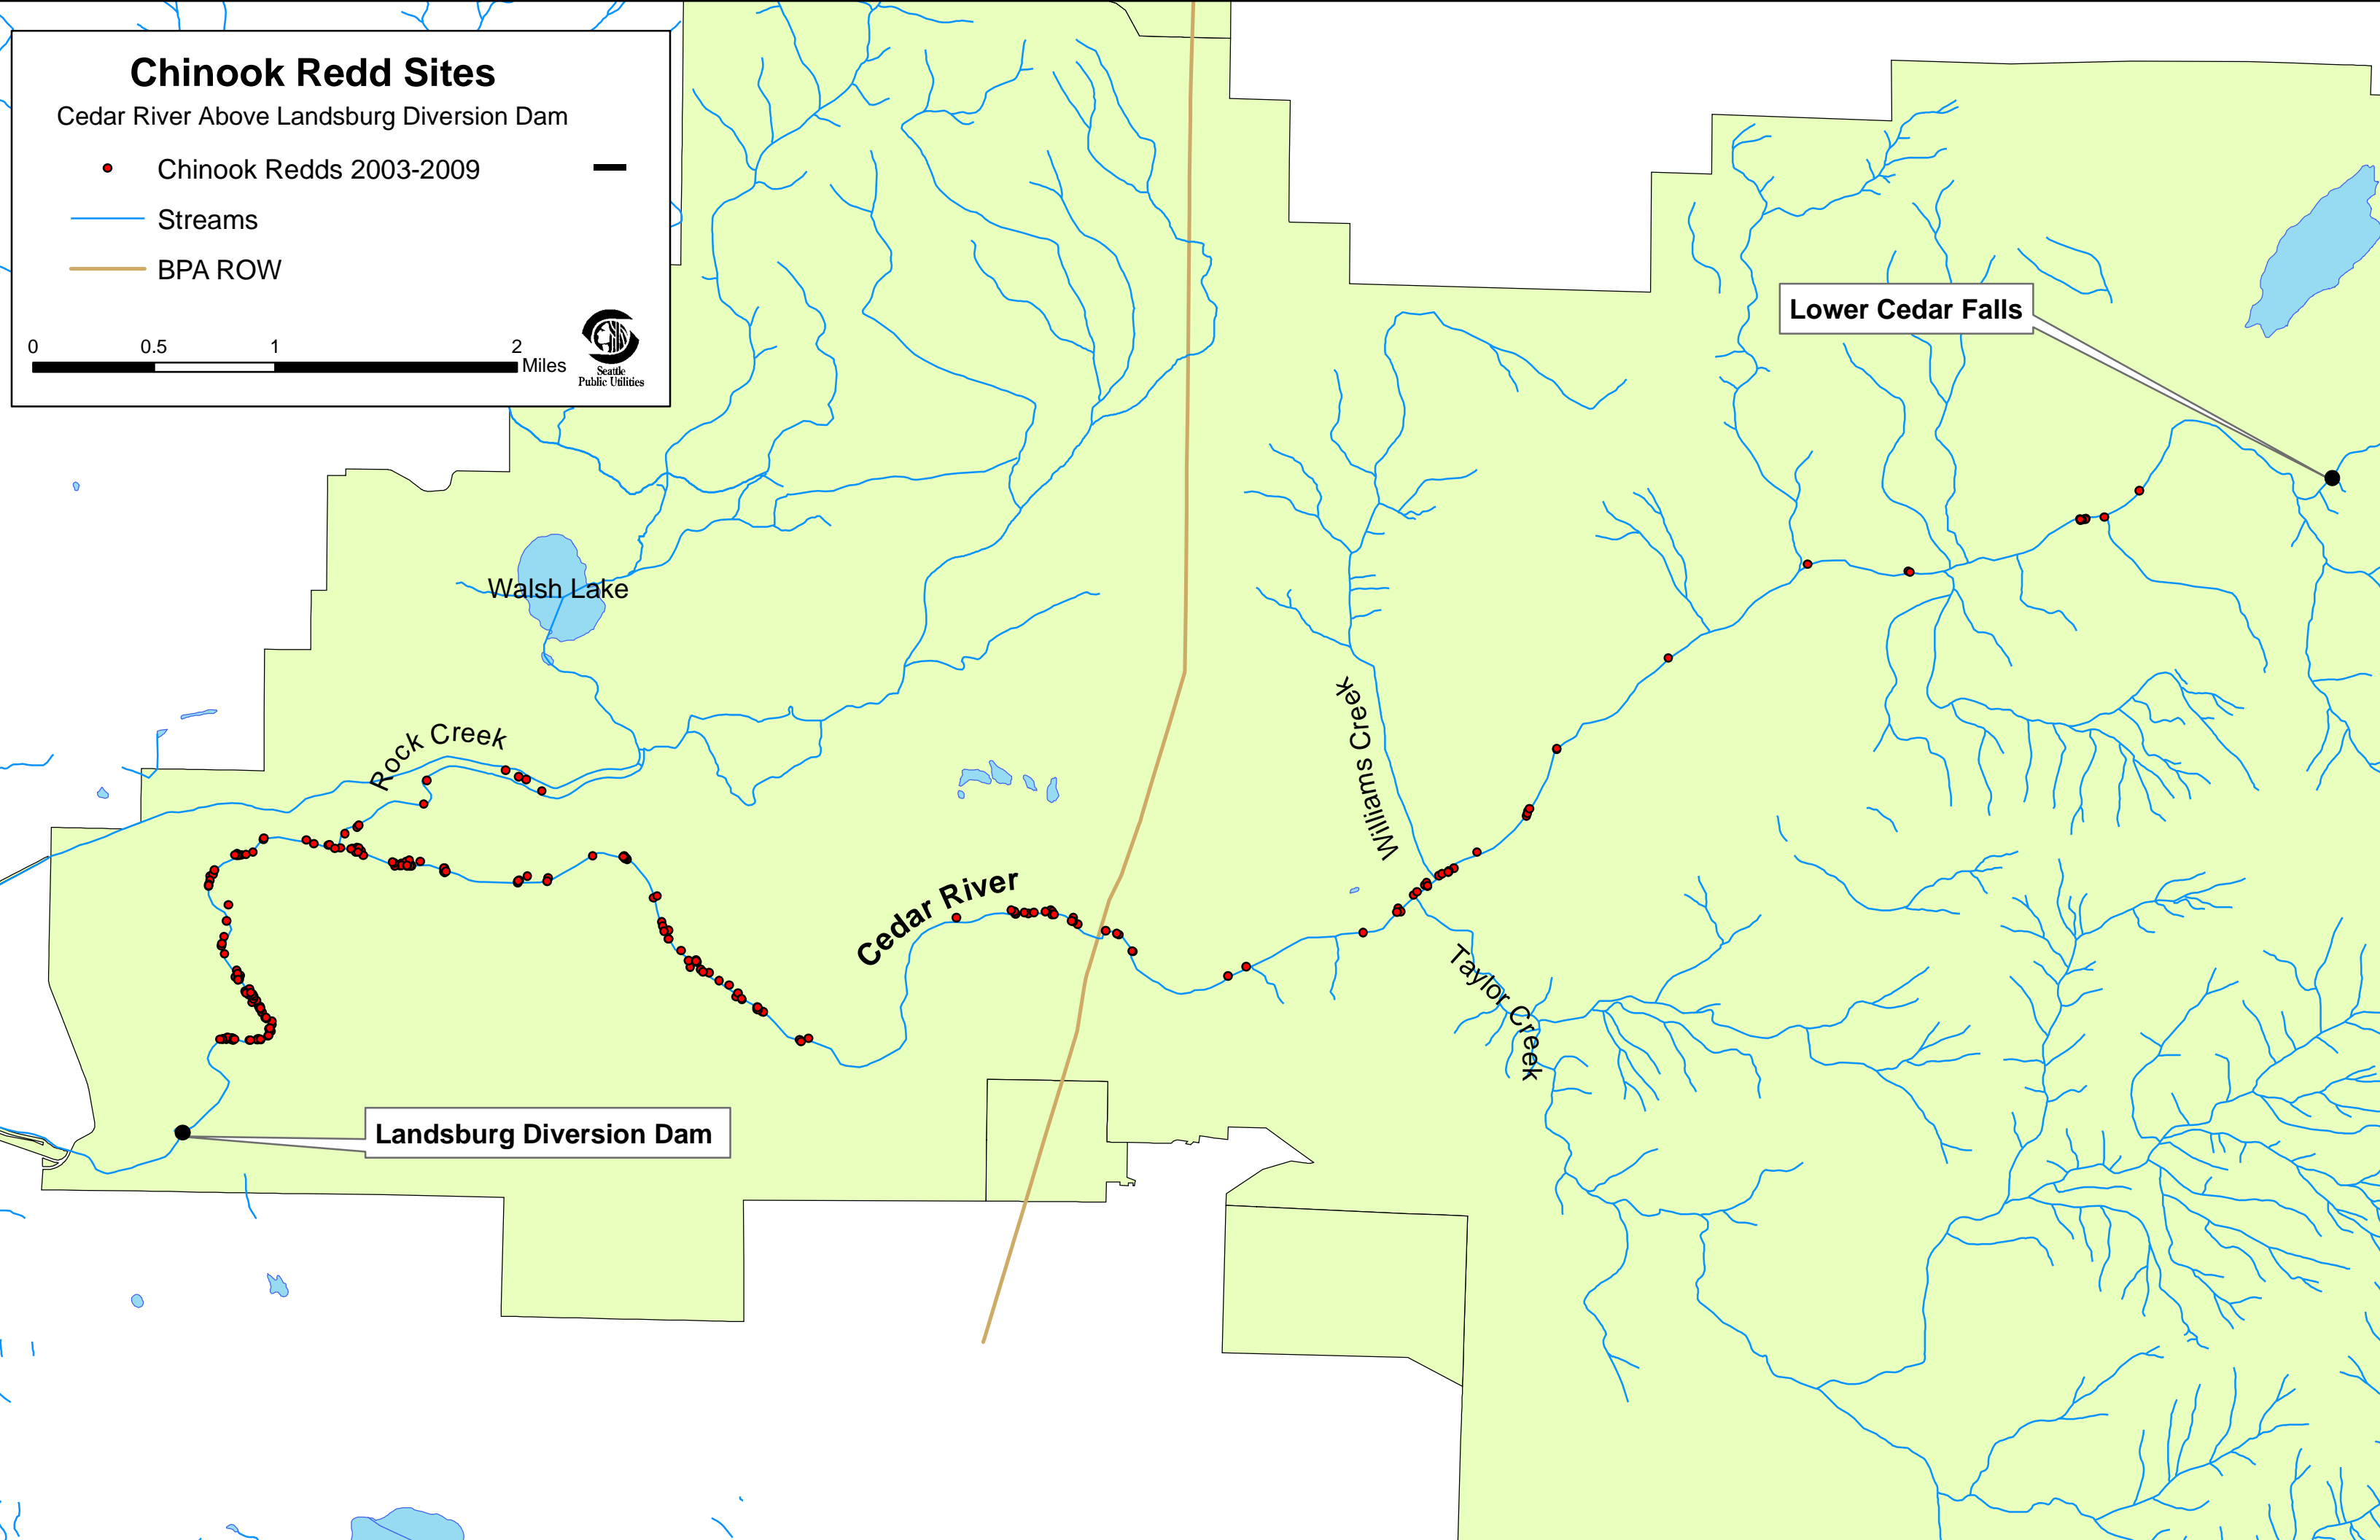 Chinook Redd Sites
Cedar River Above Landsburg Diversion Dam
Chinook Redds 2003-2009
Streams
BPA ROW
0 0.5 1 2
Miles
Seattle
Public Utilities
Lower Cedar Falls
Walsh Lake
Rock Creek
Williams Creek
Cedar River
Taylor Creek
Landsburg Diversion Dam